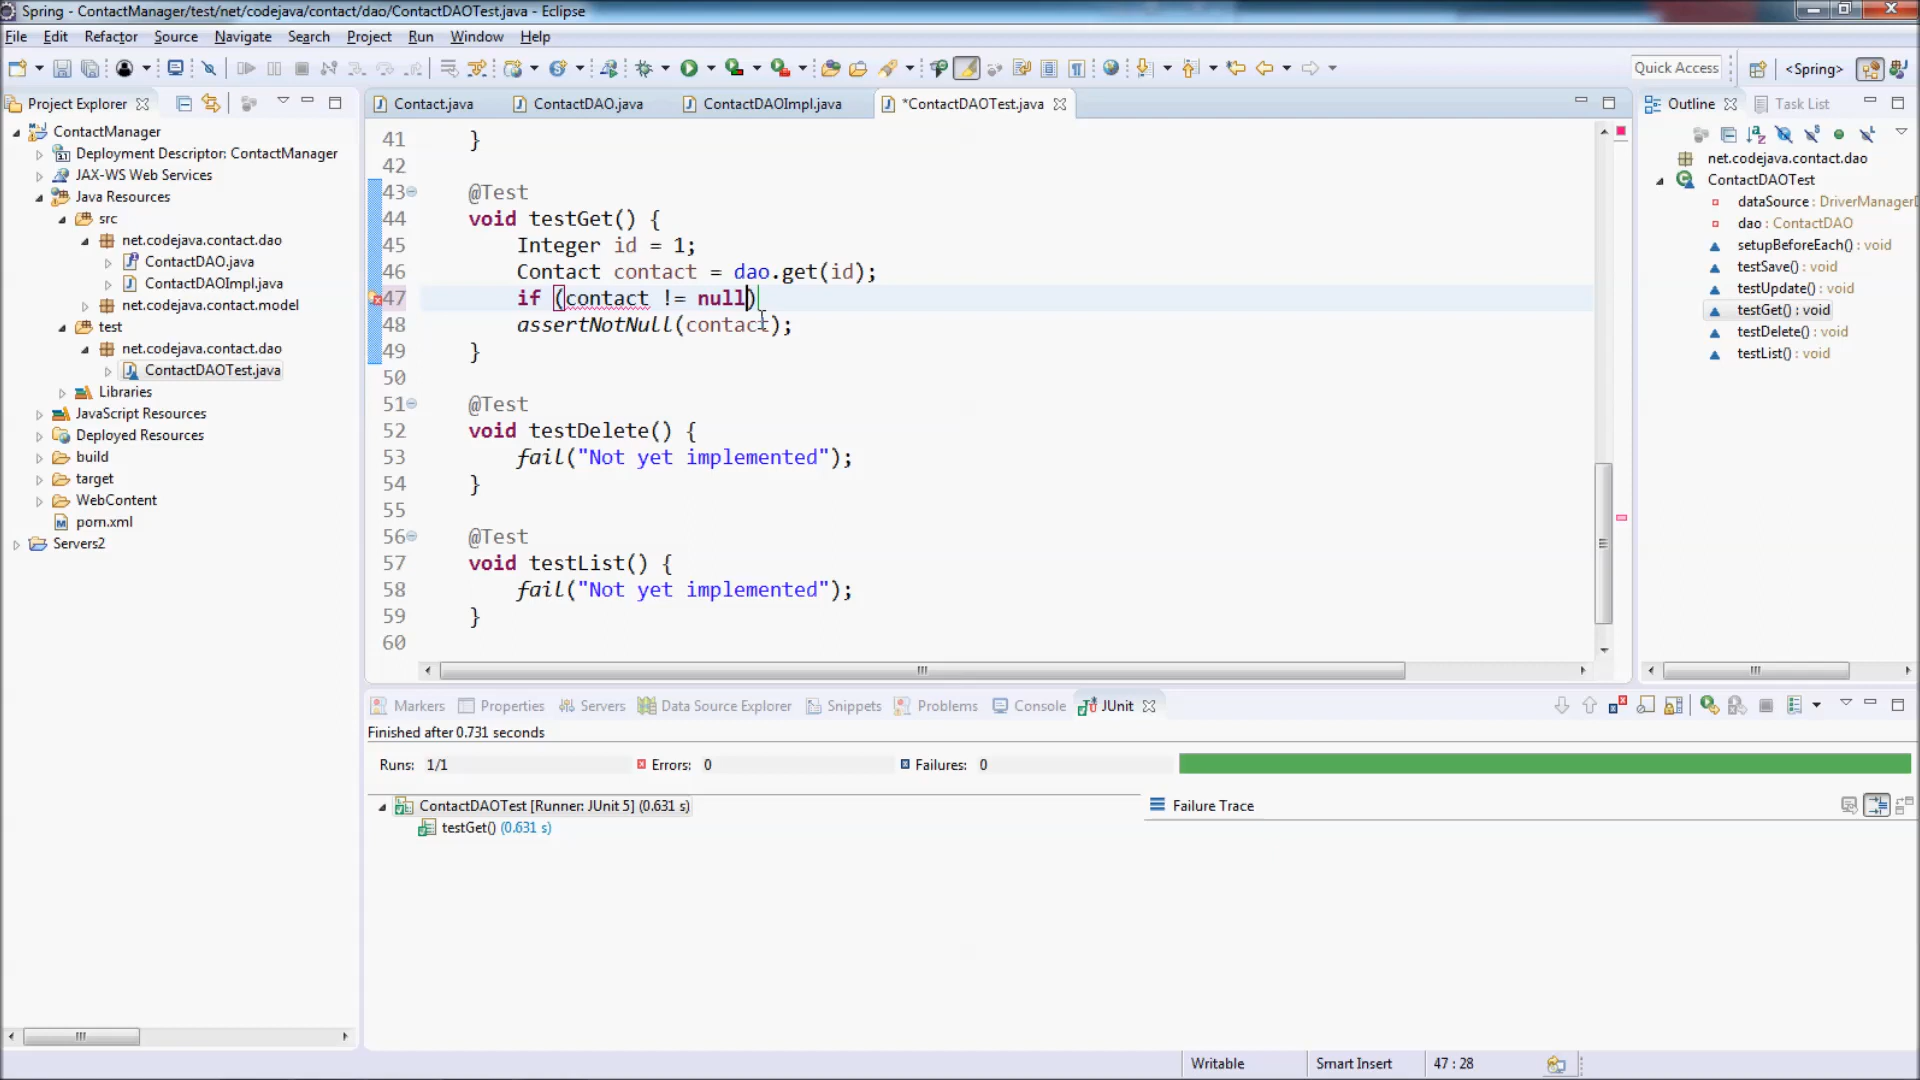 Spring - ContactManager/test/net/codejava/contact/dao/ContactDAOTest.java - Eclipse
File Edit Refactor Source Navigate Search Project Run Window Help
Quick Access <Spring>
Project Explorer
ContactManager
Deployment Descriptor: ContactManager
JAX-WS Web Services
Java Resources
src
net.codejava.contact.dao
ContactDAO.java
ContactDAOImpl.java
net.codejava.contact.model
test
net.codejava.contact.dao
ContactDAOTest.java
Libraries
JavaScript Resources
Deployed Resources
build
target
WebContent
pom.xml
Servers2
Contact.java ContactDAO.java ContactDAOImpl.java *ContactDAOTest.java
41 }
42
43 @Test
44 void testGet() {
45 Integer id = 1;
46 Contact contact = dao.get(id);
47 if (contact != null)
48 assertNotNull(contact);
49 }
50
51 @Test
52 void testDelete() {
53 fail("Not yet implemented");
54 }
55
56 @Test
57 void testList() {
58 fail("Not yet implemented");
59 }
60
Outline Task List
net.codejava.contact.dao
ContactDAOTest
dataSource : DriverManagerD
dao : ContactDAO
setupBeforeEach() : void
testSave() : void
testUpdate() : void
testGet() : void
testDelete() : void
testList() : void
Markers Properties Servers Data Source Explorer Snippets Problems Console JUnit
Finished after 0.731 seconds
Runs: 1/1 Errors: 0 Failures: 0
ContactDAOTest [Runner: JUnit 5] (0.631 s)
testGet() (0.631 s)
Failure Trace
Writable Smart Insert 47 : 28